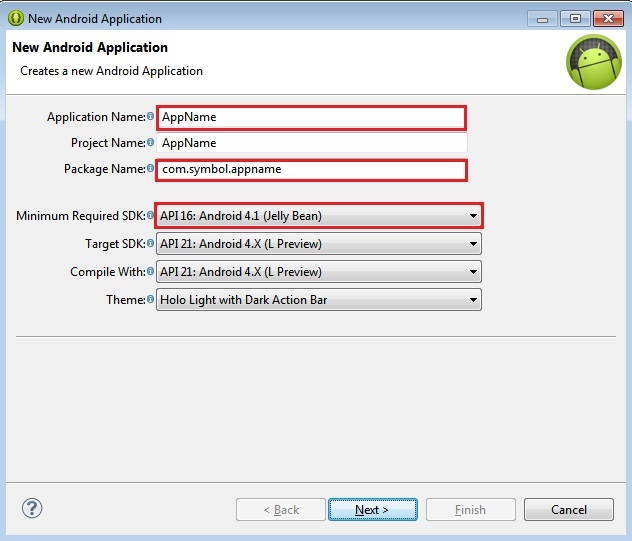 New Android Application
New Android Application
Creates a new Android Application
Application Name: AppName
Project Name: AppName
Package Name: com.symbol.appname
Minimum Required SDK: API 16: Android 4.1 (Jelly Bean)
Target SDK: API 21: Android 4.X (L Preview)
Compile With: API 21: Android 4.X (L Preview)
Theme: Holo Light with Dark Action Bar
? < Back Next > Finish Cancel